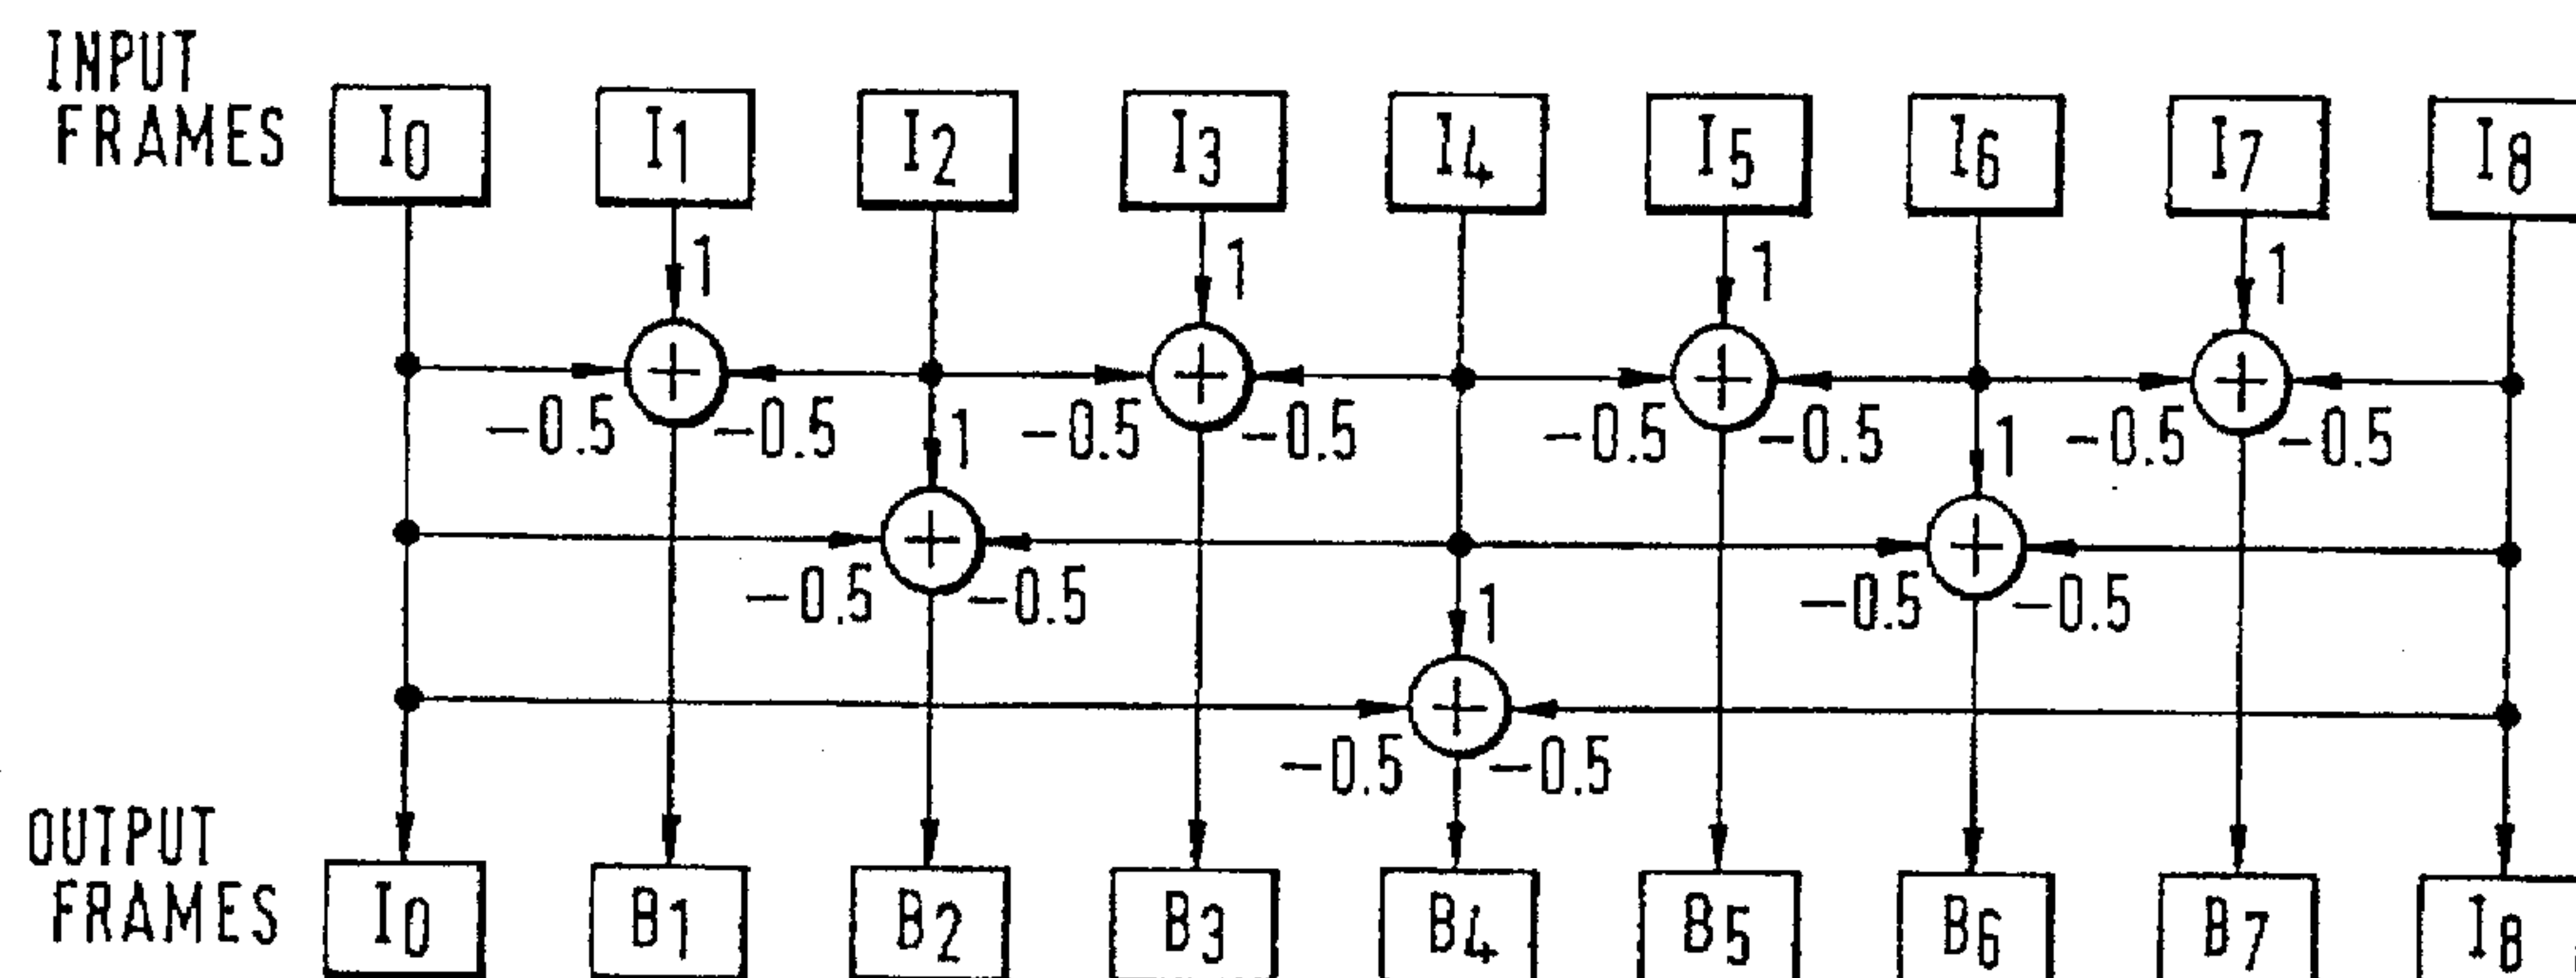 INPUT
FRAMES
I0 I1 I2 I3 I4 I5 I6 I7 I8
1 1 1 1
-0.5 -0.5 -0.5 -0.5 -0.5 -0.5 -0.5 -0.5
1 1
-0.5 -0.5 -0.5 -0.5
1
-0.5 -0.5
OUTPUT
FRAMES
I0 B1 B2 B3 B4 B5 B6 B7 I8